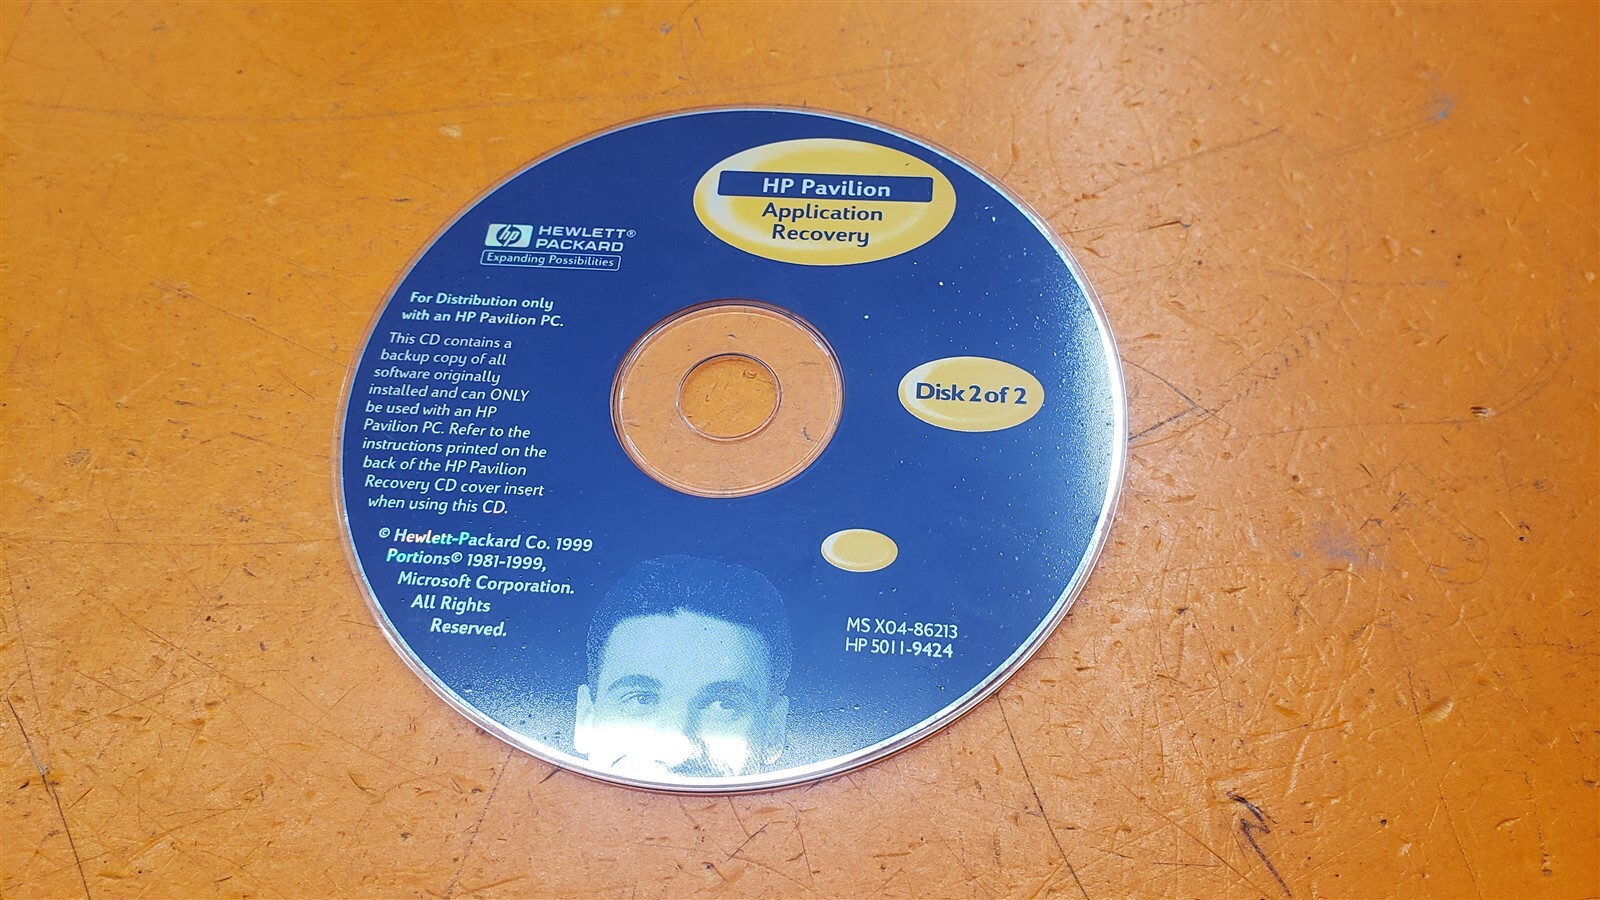 HP Pavilion
Application
Recovery
hp HEWLETT®
PACKARD
Expanding Possibilities
For Distribution only
with an HP Pavilion PC.
This CD contains a
backup copy of all
software originally
installed and can ONLY
be used with an HP
Pavilion PC. Refer to the
instructions printed on the
back of the HP Pavilion
Recovery CD cover insert
when using this CD.
© Hewlett-Packard Co. 1999
Portions© 1981-1999,
Microsoft Corporation.
All Rights
Reserved.
Disk 2 of 2
MS X04-86213
HP 5011-9424